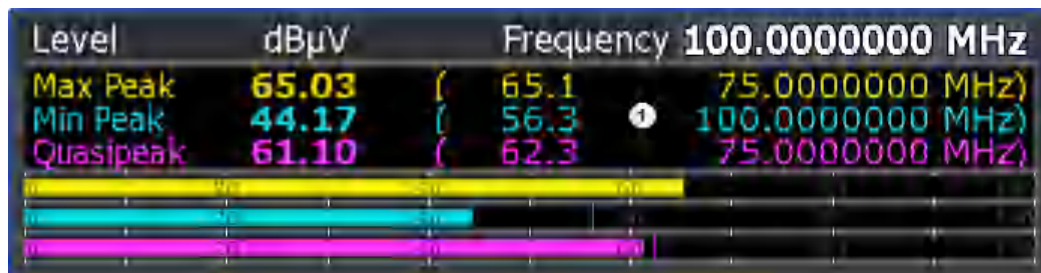 Level dBµV Frequency 100.0000000 MHz
Max Peak 65.03 ( 65.1 75.0000000 MHz)
Min Peak 44.17 ( 56.3 1 100.0000000 MHz)
Quasipeak 61.10 ( 62.3 75.0000000 MHz)